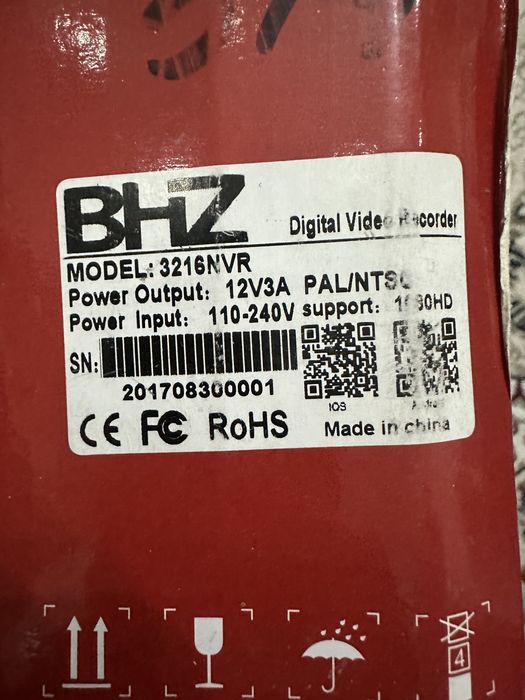 BHZ
Digital Video Recorder
MODEL: 3216NVR
Power Output: 12V3A PAL/NTSC
Power Input: 110-240V support: 1080HD
SN:
201708300001
IOS
CE FC RoHS Made in china
4